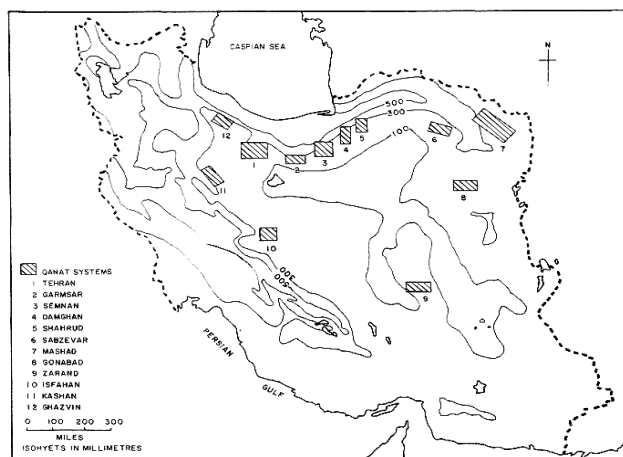 CASPIAN SEA
N
500
300
100
12
1
2
3
4
5
6
7
8
11
10
300
500
9
PERSIAN
GULF
QANAT SYSTEMS
1 TEHRAN
2 GARMSAR
3 SEMNAN
4 DAMGHAN
5 SHAHRUD
6 SABZEVAR
7 MASHAD
8 GONABAD
9 ZARAND
10 ISFAHAN
11 KASHAN
12 GHAZVIN
0 100 200 300
MILES
ISOHYETS IN MILLIMETRES